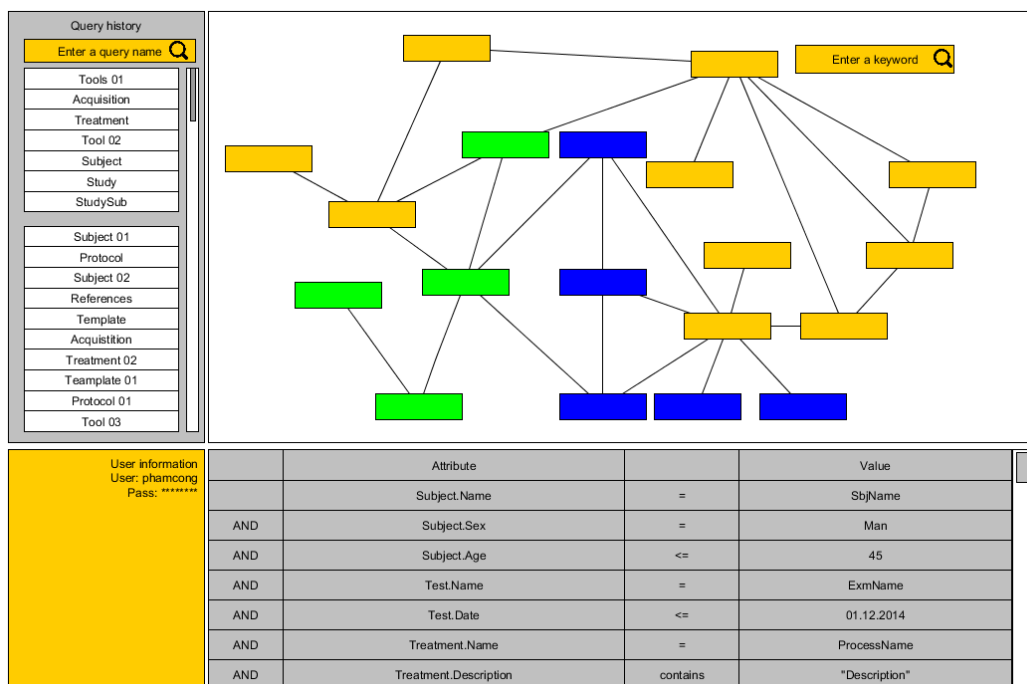 Query history
Enter a query name
Tools 01
Acquisition
Treatment
Tool 02
Subject
Study
StudySub
Subject 01
Protocol
Subject 02
References
Template
Acquistition
Treatment 02
Teamplate 01
Protocol 01
Tool 03
Enter a keyword
User information
User: phamcong
Pass: ********
Attribute Value
Subject.Name = SbjName
AND Subject.Sex = Man
AND Subject.Age <= 45
AND Test.Name = ExmName
AND Test.Date <= 01.12.2014
AND Treatment.Name = ProcessName
AND Treatment.Description contains "Description"